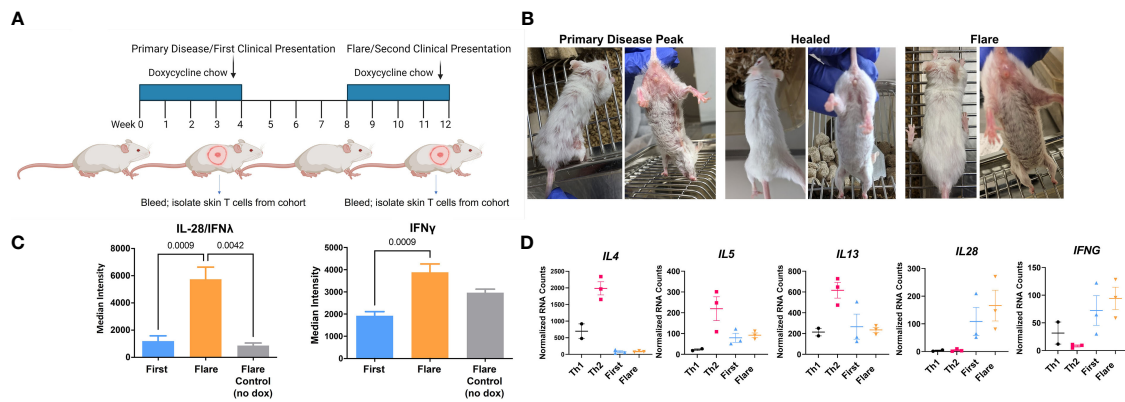 A
Primary Disease/First Clinical Presentation
Flare/Second Clinical Presentation
Doxycycline chow
Doxycycline chow
Week 0 1 2 3 4 5 6 7 8 9 10 11 12
Bleed; isolate skin T cells from cohort
Bleed; isolate skin T cells from cohort
B
Primary Disease Peak
Healed
Flare
C
IL-28/IFNλ
0.0009
0.0042
Median Intensity
8000
6000
4000
2000
0
First
Flare
Flare
Control
(no dox)
IFNγ
0.0009
Median Intensity
5000
4000
3000
2000
1000
0
First
Flare
Flare
Control
(no dox)
D
IL4
Normalized RNA Counts
2500
2000
1500
1000
500
0
Th1
Th2
First
Flare
IL5
Normalized RNA Counts
400
300
200
100
0
Th1
Th2
First
Flare
IL13
Normalized RNA Counts
800
600
400
200
0
Th1
Th2
First
Flare
IL28
Normalized RNA Counts
400
300
200
100
0
Th1
Th2
First
Flare
IFNG
Normalized RNA Counts
150
100
50
0
Th1
Th2
First
Flare